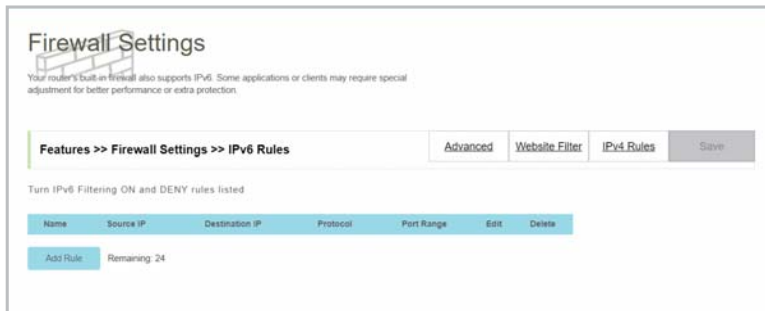 Firewall Settings
Your router's built-in firewall also supports IPv6. Some applications or clients may require special
adjustment for better performance or extra protection.
Features >> Firewall Settings >> IPv6 Rules Advanced Website Filter IPv4 Rules Save
Turn IPv6 Filtering ON and DENY rules listed
Name Source IP Destination IP Protocol Port Range Edit Delete
Add Rule Remaining: 24